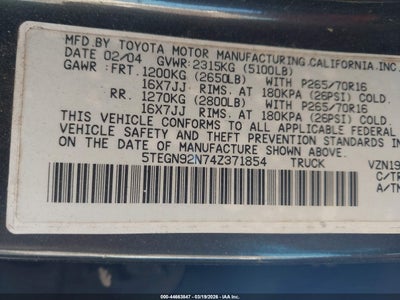 MFD.BY TOYOTA MOTOR MANUFACTURING,CALIFORNIA,INC.
DATE 02/04 GVWR:2315KG (5100LB)
GAWR : FRT.1200KG (2650LB) WITH P265/70R16
16X7JJ RIMS, AT 180KPA (26PSI) COLD.
RR. 1270KG (2800LB) WITH P265/70R16
16X7JJ RIMS, AT 180KPA (26PSI) COLD.
THIS VEHICLE CONFORMS TO ALL APPLICABLE FEDERAL
SAFETY STANDARDS AND THEFT PREVENTION STANDARDS IN
ON THE DATE OF MANUFACTURE SHOWN ABOVE.
5TEGN92N74Z371854 TRUCK VZN19
C/TR
A/TM
000-44663847 - 03/19/2026 - IAA, Inc.